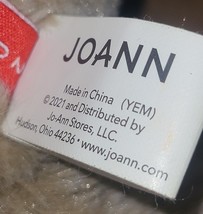 JOANN
Made in China (YEM)
© 2021 and Distributed by
Jo-Ann Stores, LLC.
Hudson, Ohio 44236 • www.joann.com